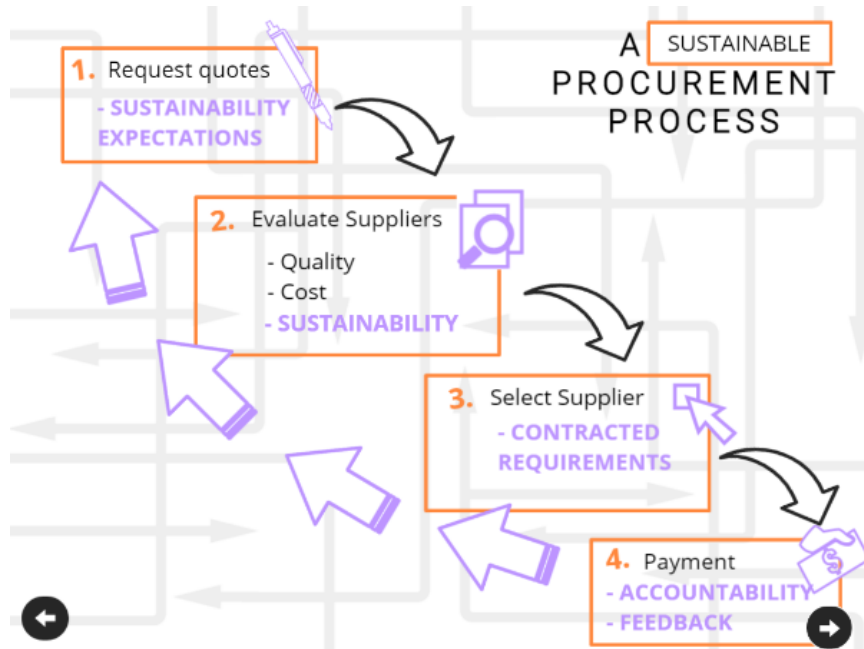 A SUSTAINABLE
PROCUREMENT
PROCESS
1. Request quotes
- SUSTAINABILITY
EXPECTATIONS
2. Evaluate Suppliers
- Quality
- Cost
- SUSTAINABILITY
3. Select Supplier
- CONTRACTED
REQUIREMENTS
4. Payment
- ACCOUNTABILITY
- FEEDBACK
$